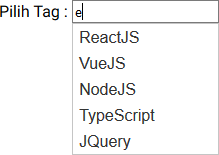 Pilih Tag : e
ReactJS
VueJS
NodeJS
TypeScript
JQuery